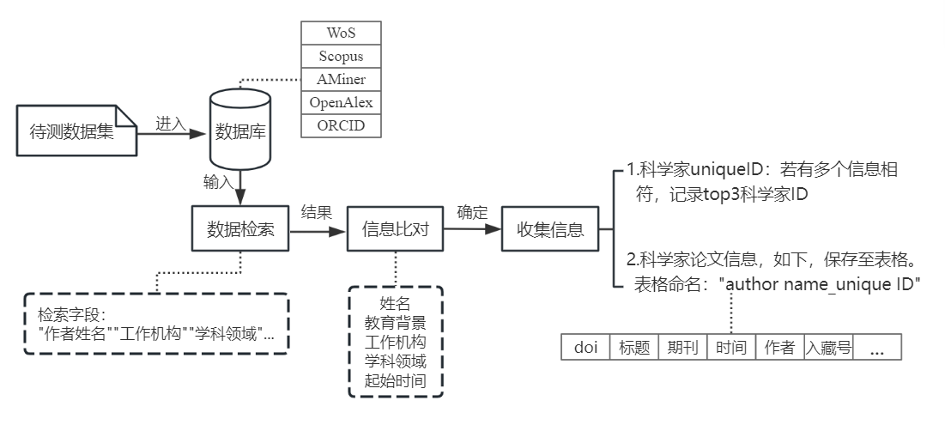 WoS
Scopus
AMiner
OpenAlex
ORCID
待测数据集
进入
数据库
输入
数据检索
结果
信息比对
确定
收集信息
1.科学家uniqueID：若有多个信息相
符，记录top3科学家ID
2.科学家论文信息，如下，保存至表格。
表格命名："author name_unique ID"
检索字段：
"作者姓名""工作机构""学科领域"...
姓名
教育背景
工作机构
学科领域
起始时间
doi 标题 期刊 时间 作者 入藏号 ...